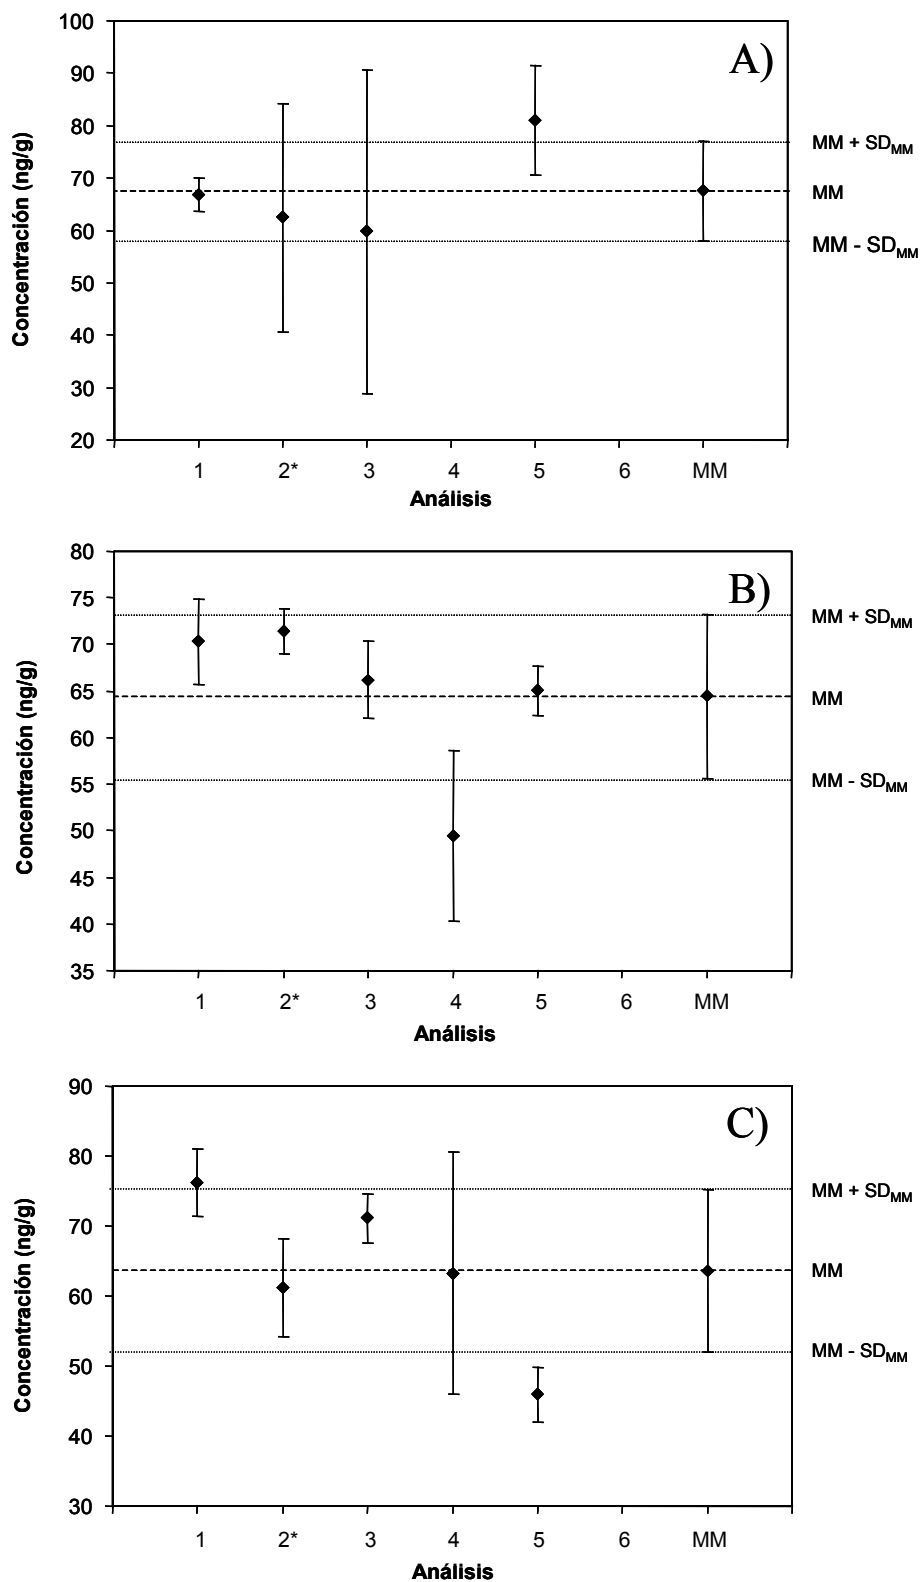 A)
100
90
80
70
60
50
40
30
20
Concentración (ng/g)
MM + SDMM
MM
MM - SDMM
1 2* 3 4 5 6 MM
Análisis
B)
80
75
70
65
60
55
50
45
40
35
Concentración (ng/g)
MM + SDMM
MM
MM - SDMM
1 2* 3 4 5 6 MM
Análisis
C)
90
80
70
60
50
40
30
Concentración (ng/g)
MM + SDMM
MM
MM - SDMM
1 2* 3 4 5 6 MM
Análisis